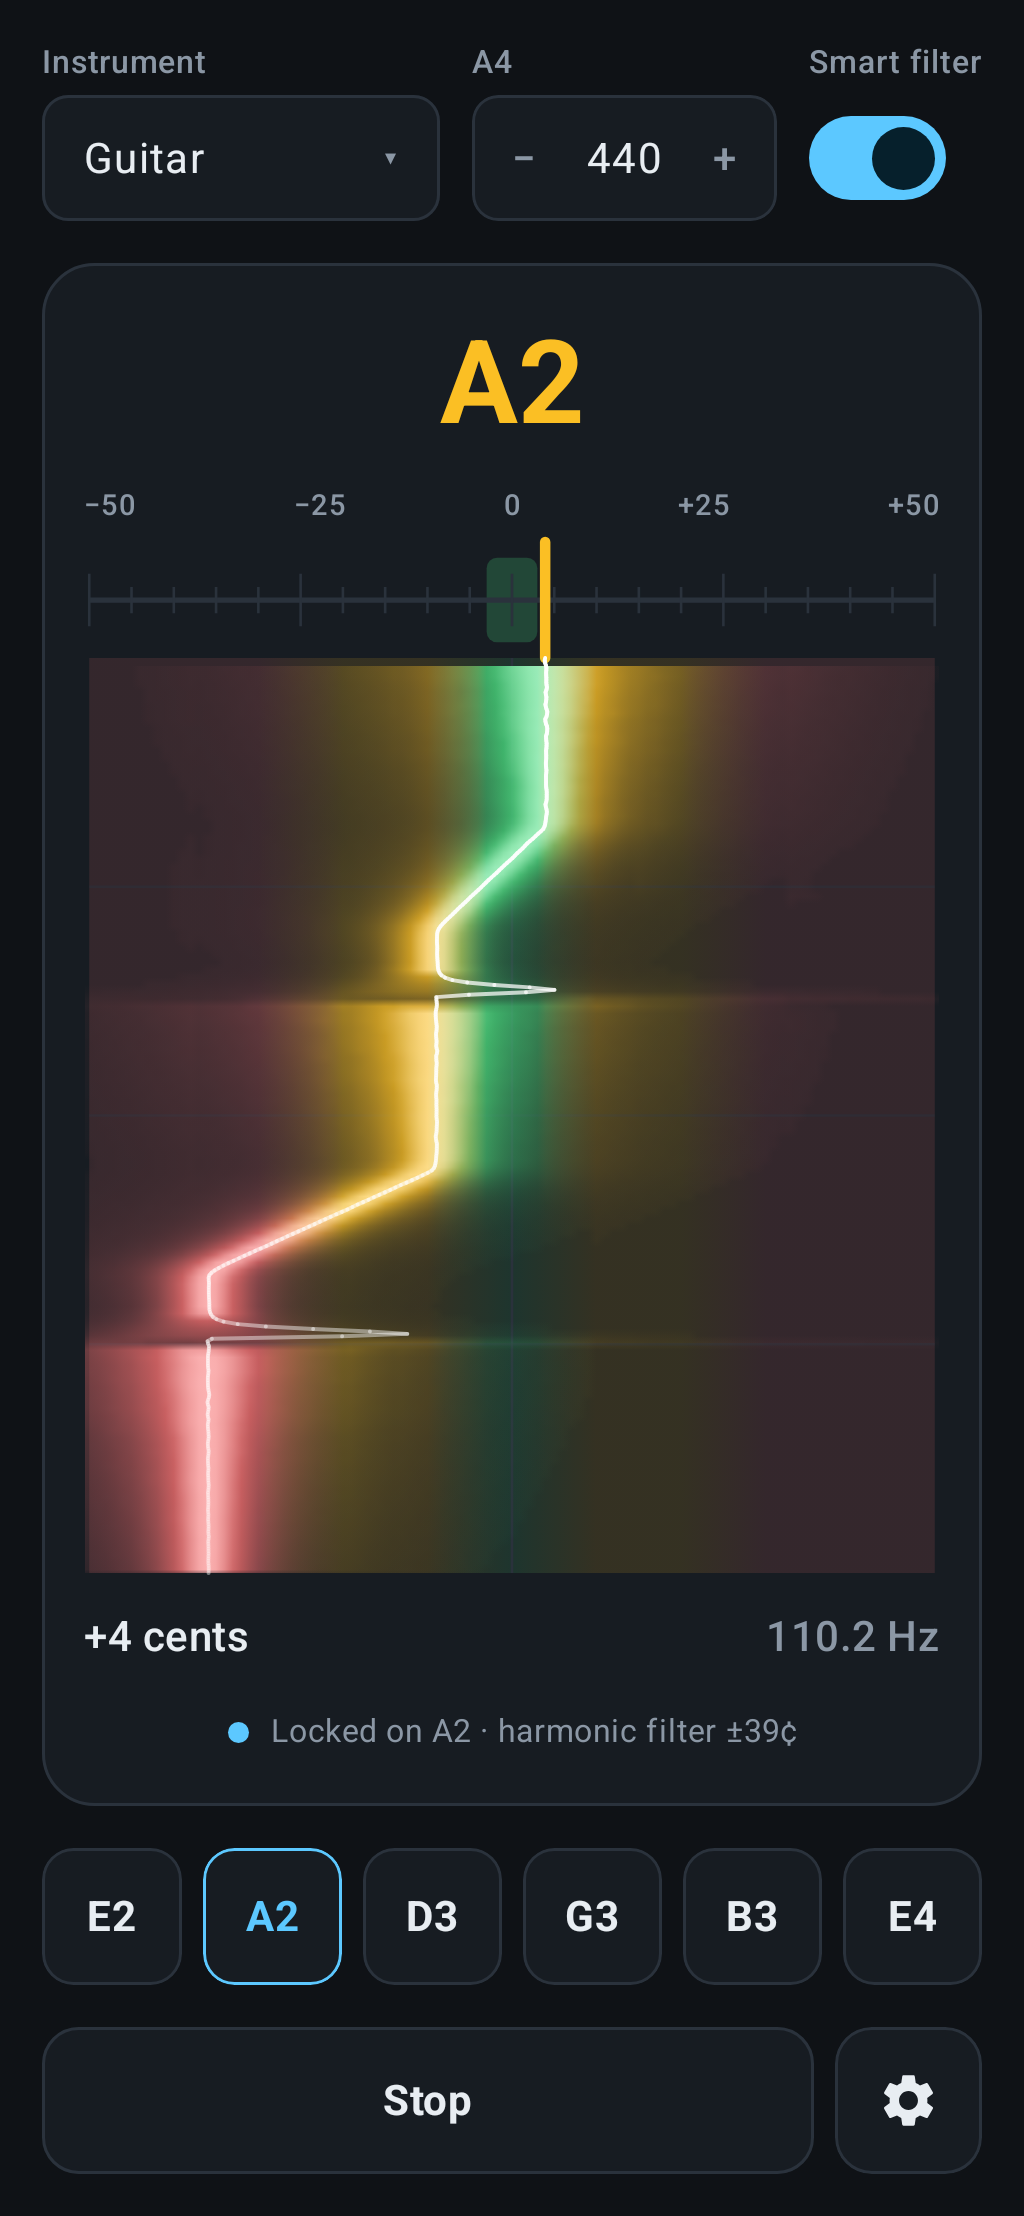 Instrument A4 Smart filter
Guitar ▼ − 440 +
A2
−50 −25 0 +25 +50
+4 cents 110.2 Hz
Locked on A2 · harmonic filter ±39¢
E2 A2 D3 G3 B3 E4
Stop